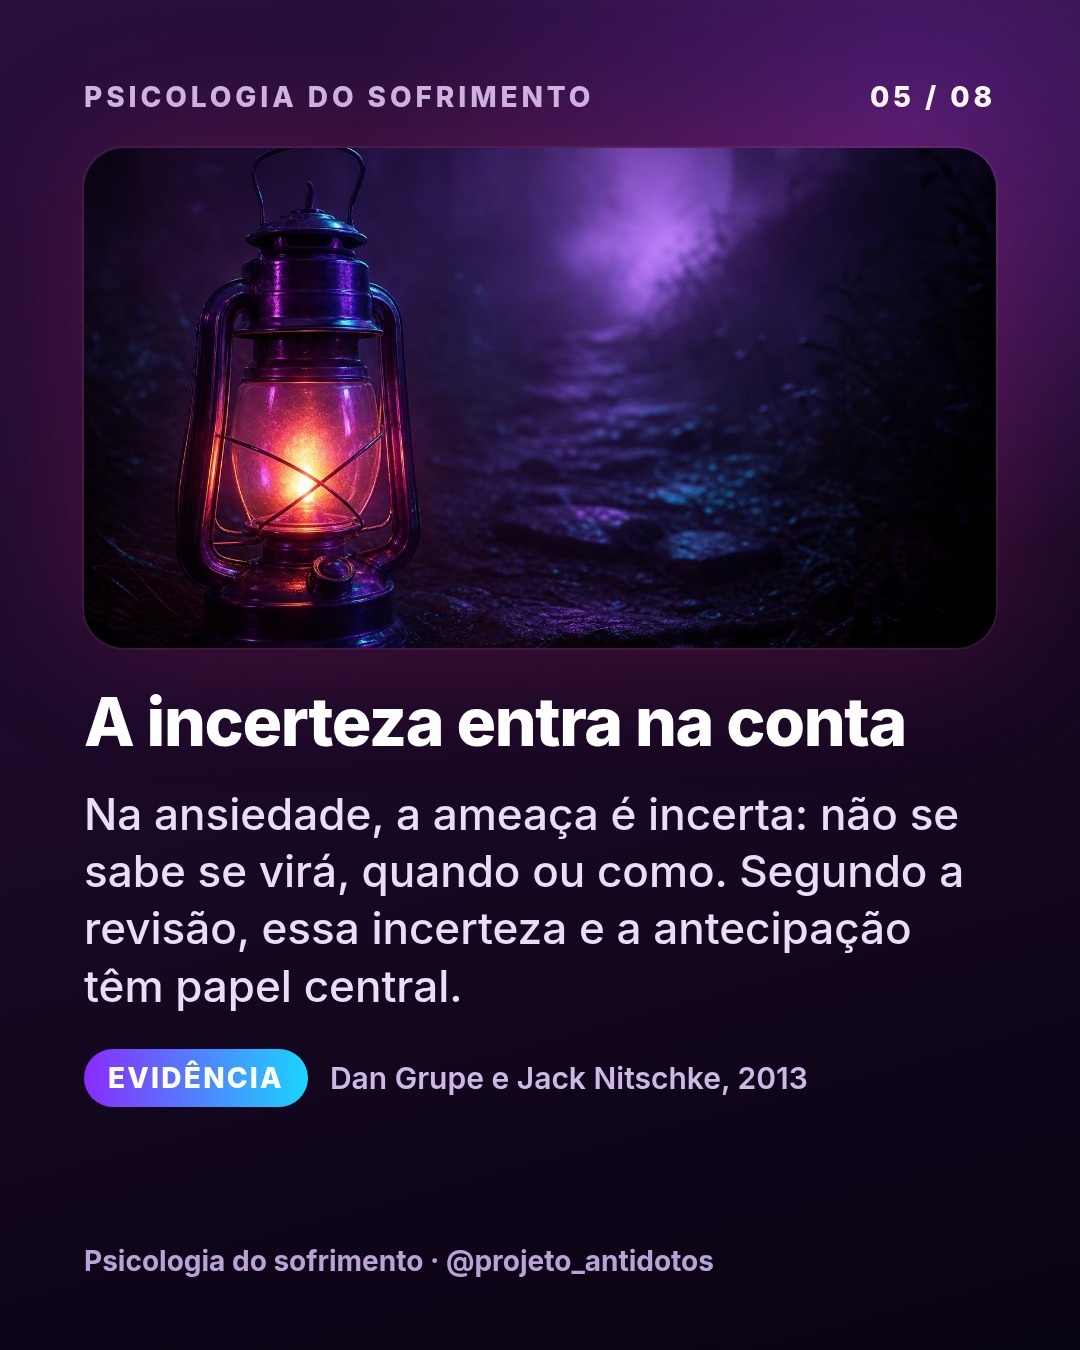 PSICOLOGIA DO SOFRIMENTO
05 / 08
A incerteza entra na conta
Na ansiedade, a ameaça é incerta: não se
sabe se virá, quando ou como. Segundo a
revisão, essa incerteza e a antecipação
têm papel central.
EVIDÊNCIA
Dan Grupe e Jack Nitschke, 2013
Psicologia do sofrimento · @projeto_antidotos